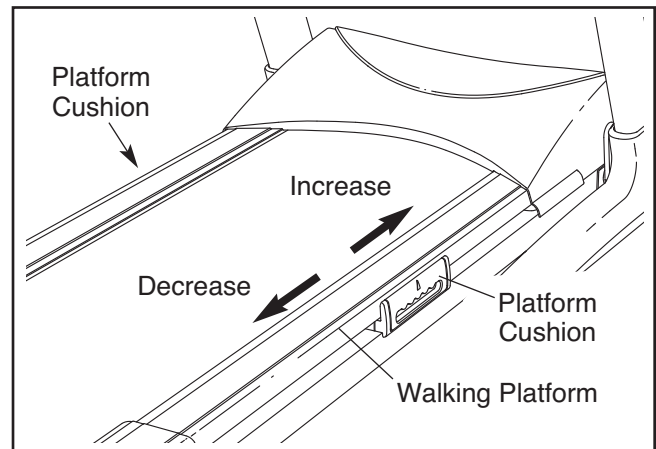 Platform
Cushion
Increase
Decrease
Platform
Cushion
Walking Platform